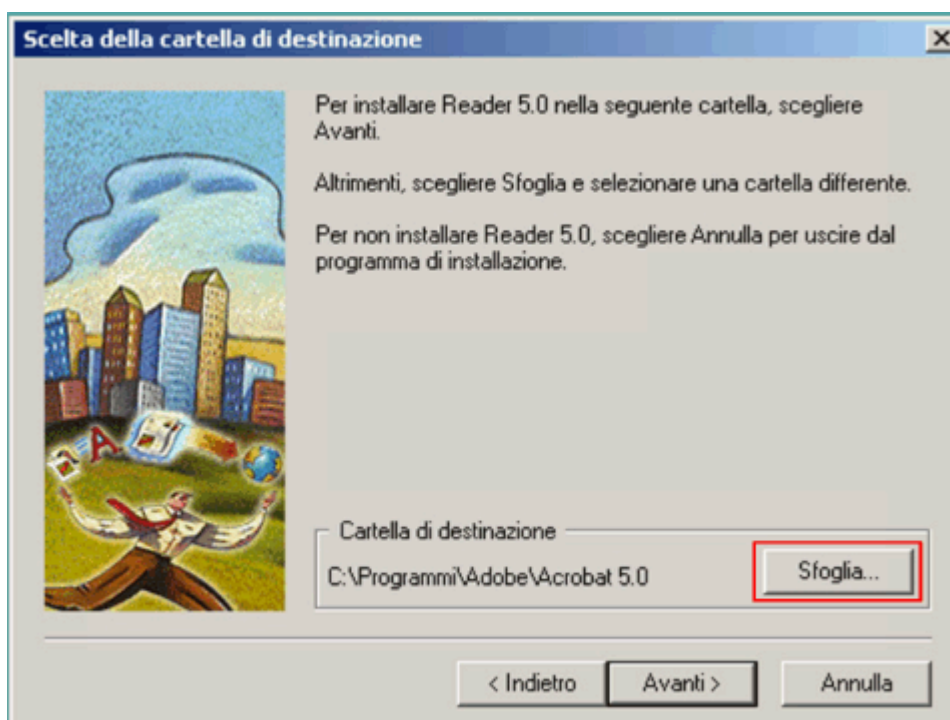 Scelta della cartella di destinazione
Per installare Reader 5.0 nella seguente cartella, scegliere
Avanti.
Altrimenti, scegliere Sfoglia e selezionare una cartella differente.
Per non installare Reader 5.0, scegliere Annulla per uscire dal
programma di installazione.
Cartella di destinazione
C:\Programmi\Adobe\Acrobat 5.0
Sfoglia...
< Indietro
Avanti >
Annulla